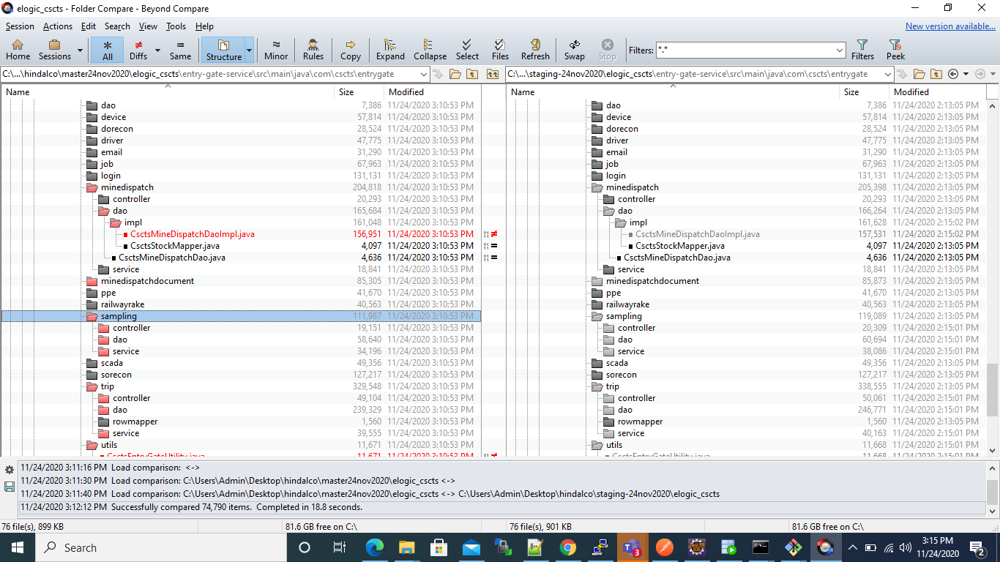 elogic_cscts - Folder Compare - Beyond Compare
Session Actions Edit Search View Tools Help New version available...
Home Sessions All Diffs Same Structure Minor Rules Copy Expand Collapse Select Files Refresh Swap Stop Filters: *.* Filters Peek
C:\...\hindalco\master24nov2020\elogic_cscts\entry-gate-service\src\main\java\com\cscts\entrygate C:\...\staging-24nov2020\elogic_cscts\entry-gate-service\src\main\java\com\cscts\entrygate
Name Size Modified Name Size Modified
dao 7,386 11/24/2020 3:10:53 PM dao 7,386 11/24/2020 2:13:05 PM
device 57,814 11/24/2020 3:10:53 PM device 57,814 11/24/2020 2:13:05 PM
dorecon 28,524 11/24/2020 3:10:53 PM dorecon 28,524 11/24/2020 2:13:05 PM
driver 47,775 11/24/2020 3:10:53 PM driver 47,775 11/24/2020 2:13:05 PM
email 31,290 11/24/2020 3:10:53 PM email 31,290 11/24/2020 2:13:05 PM
job 67,963 11/24/2020 3:10:53 PM job 67,963 11/24/2020 2:13:05 PM
login 131,131 11/24/2020 3:10:53 PM login 131,131 11/24/2020 2:13:05 PM
minedispatch 204,818 11/24/2020 3:10:53 PM minedispatch 205,398 11/24/2020 2:13:05 PM
controller 20,293 11/24/2020 3:10:53 PM controller 20,293 11/24/2020 2:13:05 PM
dao 165,684 11/24/2020 3:10:53 PM dao 166,264 11/24/2020 2:13:05 PM
impl 161,048 11/24/2020 3:10:53 PM impl 161,628 11/24/2020 2:15:02 PM
CsctsMineDispatchDaoImpl.java 156,951 11/24/2020 3:10:53 PM ≠ CsctsMineDispatchDaoImpl.java 157,531 11/24/2020 2:15:02 PM
CsctsStockMapper.java 4,097 11/24/2020 3:10:53 PM = CsctsStockMapper.java 4,097 11/24/2020 2:13:05 PM
CsctsMineDispatchDao.java 4,636 11/24/2020 3:10:53 PM = CsctsMineDispatchDao.java 4,636 11/24/2020 2:13:05 PM
service 18,841 11/24/2020 3:10:53 PM service 18,841 11/24/2020 2:13:05 PM
minedispatchdocument 85,305 11/24/2020 3:10:53 PM minedispatchdocument 85,873 11/24/2020 2:13:05 PM
ppe 41,670 11/24/2020 3:10:53 PM ppe 41,670 11/24/2020 2:13:05 PM
railwayrake 40,563 11/24/2020 3:10:53 PM railwayrake 40,563 11/24/2020 2:13:05 PM
sampling 111,987 11/24/2020 3:10:53 PM sampling 119,089 11/24/2020 2:13:05 PM
controller 19,151 11/24/2020 3:10:53 PM controller 20,309 11/24/2020 2:15:01 PM
dao 58,640 11/24/2020 3:10:53 PM dao 60,694 11/24/2020 2:15:01 PM
service 34,196 11/24/2020 3:10:53 PM service 38,086 11/24/2020 2:15:01 PM
scada 49,356 11/24/2020 3:10:53 PM scada 49,356 11/24/2020 2:13:05 PM
sorecon 127,217 11/24/2020 3:10:53 PM sorecon 127,217 11/24/2020 2:13:05 PM
trip 329,548 11/24/2020 3:10:53 PM trip 338,555 11/24/2020 2:13:05 PM
controller 49,104 11/24/2020 3:10:53 PM controller 50,061 11/24/2020 2:15:01 PM
dao 239,329 11/24/2020 3:10:53 PM dao 246,771 11/24/2020 2:15:01 PM
rowmapper 1,560 11/24/2020 3:10:53 PM rowmapper 1,560 11/24/2020 2:13:05 PM
service 39,555 11/24/2020 3:10:53 PM service 40,163 11/24/2020 2:15:01 PM
utils 11,671 11/24/2020 3:10:53 PM utils 11,668 11/24/2020 2:15:01 PM
CsctsEntryGateUtility.java 11,671 11/24/2020 3:10:53 PM ≠ CsctsEntryGateUtility.java 11,668 11/24/2020 2:15:01 PM
11/24/2020 3:11:16 PM Load comparison: <->
11/24/2020 3:11:30 PM Load comparison: C:\Users\Admin\Desktop\hindalco\master24nov2020\elogic_cscts <->
11/24/2020 3:11:40 PM Load comparison: C:\Users\Admin\Desktop\hindalco\master24nov2020\elogic_cscts <-> C:\Users\Admin\Desktop\hindalco\staging-24nov2020\elogic_cscts
11/24/2020 3:12:12 PM Successfully compared 74,790 items. Completed in 18.8 seconds.
76 file(s), 899 KB 81.6 GB free on C:\ 76 file(s), 901 KB 81.6 GB free on C:\
Search 3 3:15 PM
11/24/2020 2